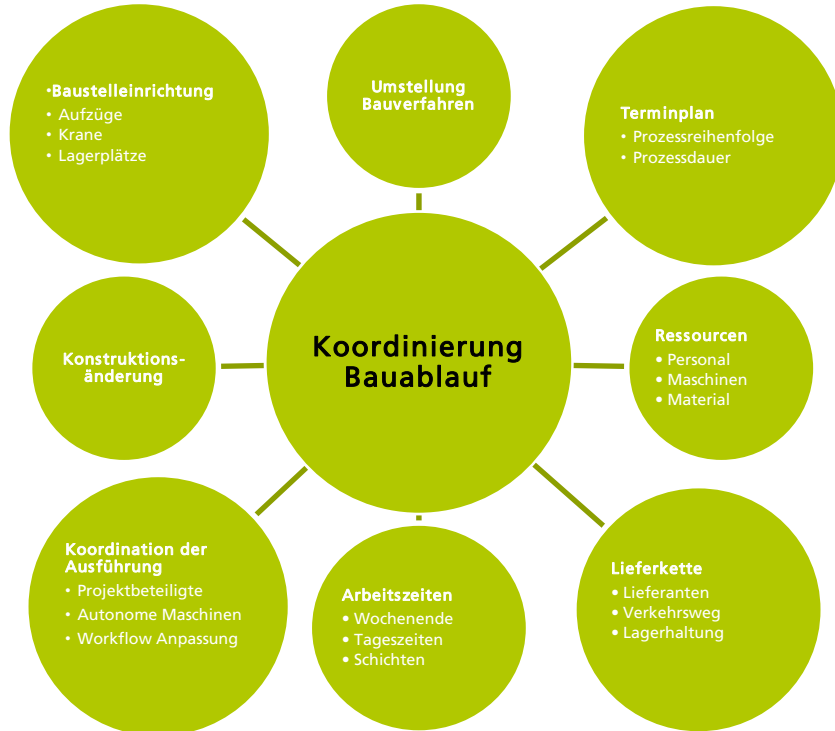 •Baustelleinrichtung
• Aufzüge
• Krane
• Lagerplätze
Umstellung
Bauverfahren
Terminplan
• Prozessreihenfolge
• Prozessdauer
Konstruktions-
änderung
Koordinierung
Bauablauf
Ressourcen
• Personal
• Maschinen
• Material
Koordination der
Ausführung
• Projektbeteiligte
• Autonome Maschinen
• Workflow Anpassung
Arbeitszeiten
• Wochenende
• Tageszeiten
• Schichten
Lieferkette
• Lieferanten
• Verkehrsweg
• Lagerhaltung